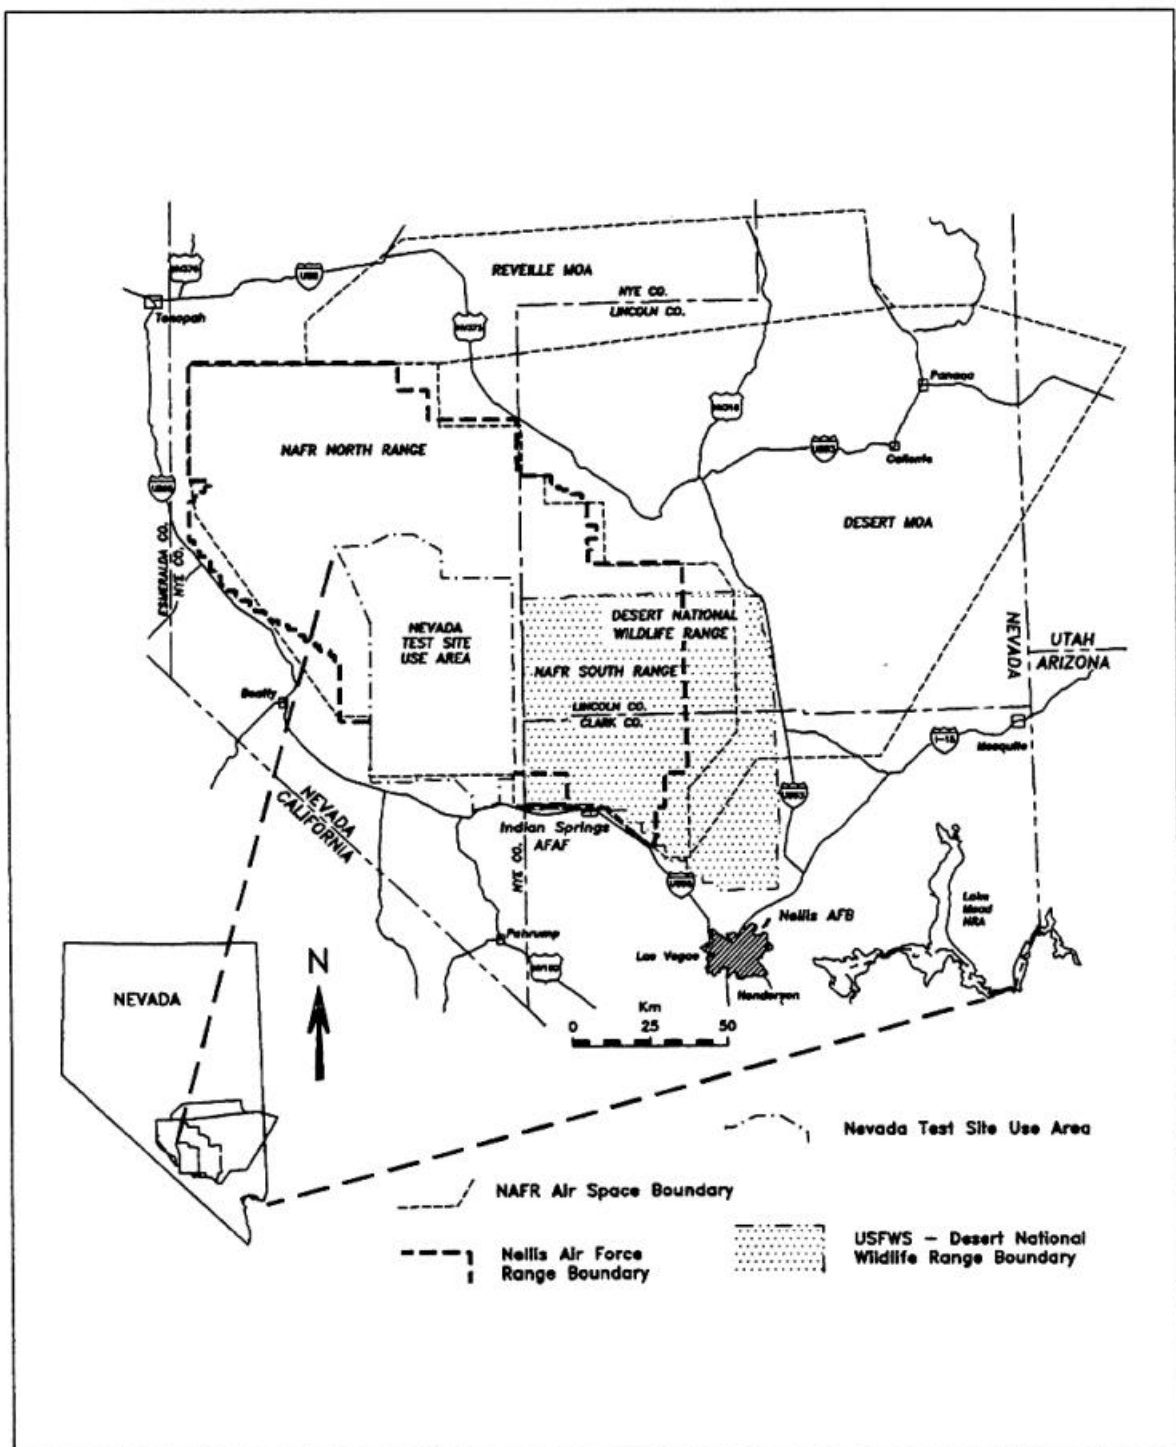 REVEILLE MOA
NYE CO.
LINCOLN CO.
Tonopah
Panaca
NAFR NORTH RANGE
Caliente
DESERT MOA
ESMERALDA CO.
NYE CO.
NEVADA
TEST SITE
USE AREA
DESERT NATIONAL
WILDLIFE RANGE
NAFR SOUTH RANGE
NEVADA
UTAH
ARIZONA
Beatty
LINCOLN CO.
CLARK CO.
I-15
Mesquite
NEVADA
CALIFORNIA
Indian Springs
AFAF
NYE CO.
Pahrump
Nellis AFB
Las Vegas
Henderson
Lake
Mead
NRA
NEVADA
N
Km
0 25 50
Nevada Test Site Use Area
NAFR Air Space Boundary
Nellis Air Force
Range Boundary
USFWS - Desert National
Wildlife Range Boundary